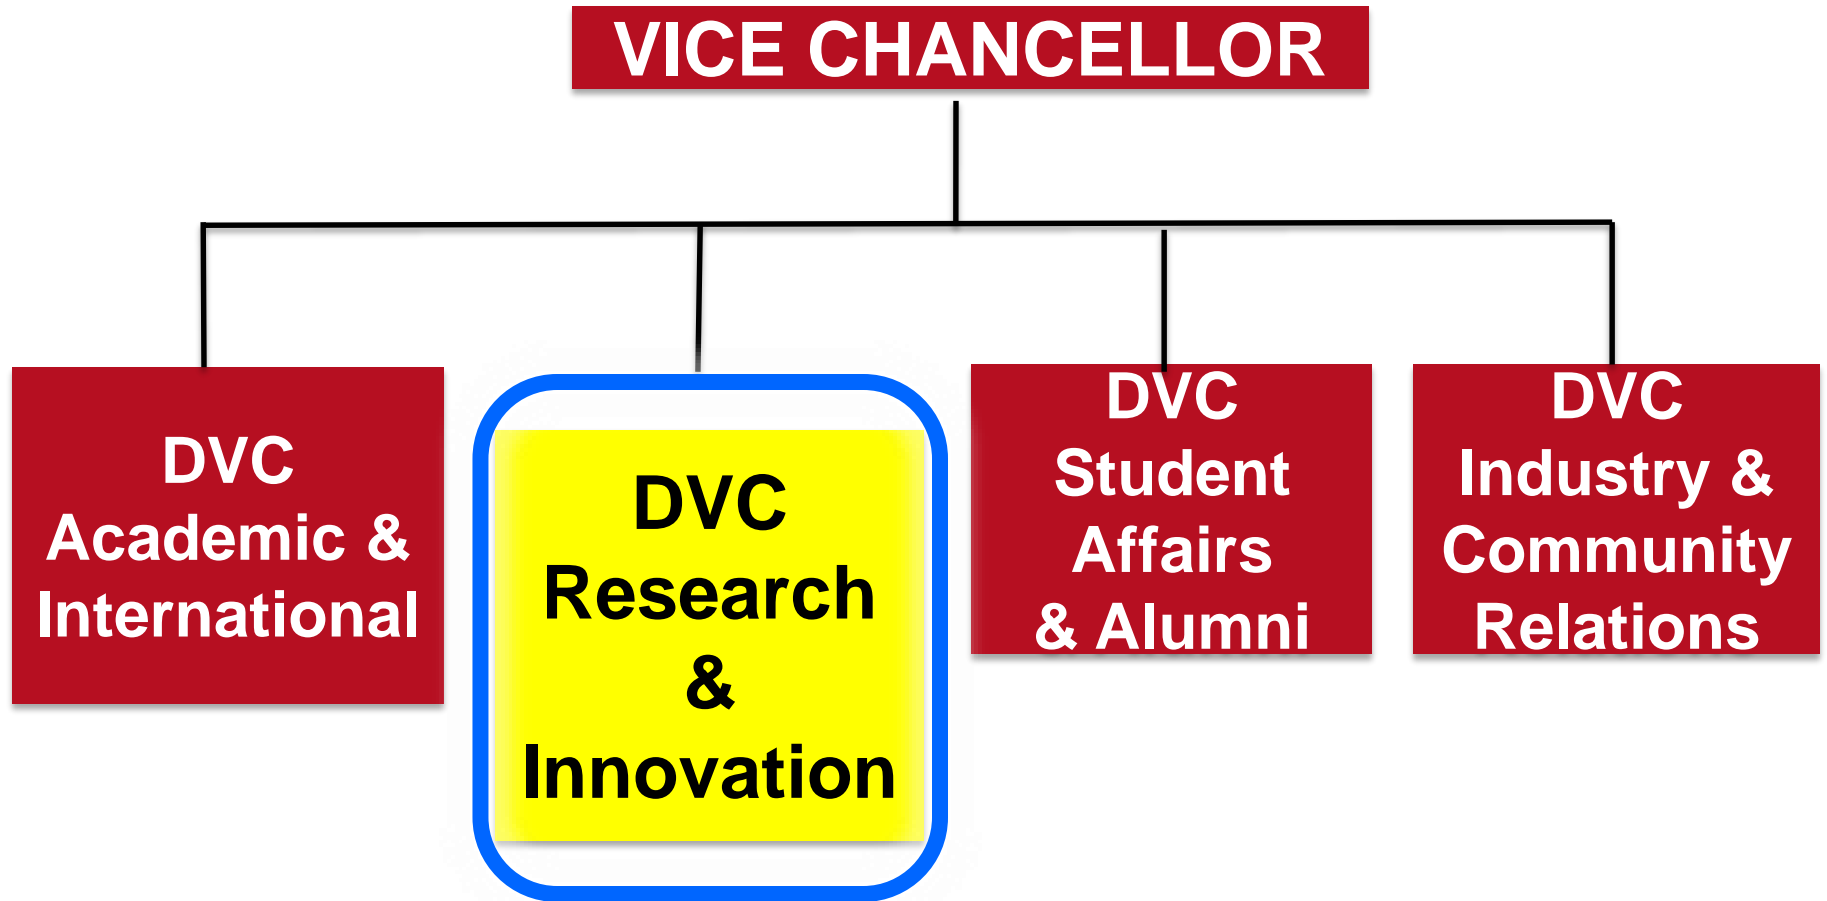 VICE CHANCELLOR
DVC
Academic &
International
DVC
Research
&
Innovation
DVC
Student
Affairs
& Alumni
DVC
Industry &
Community
Relations